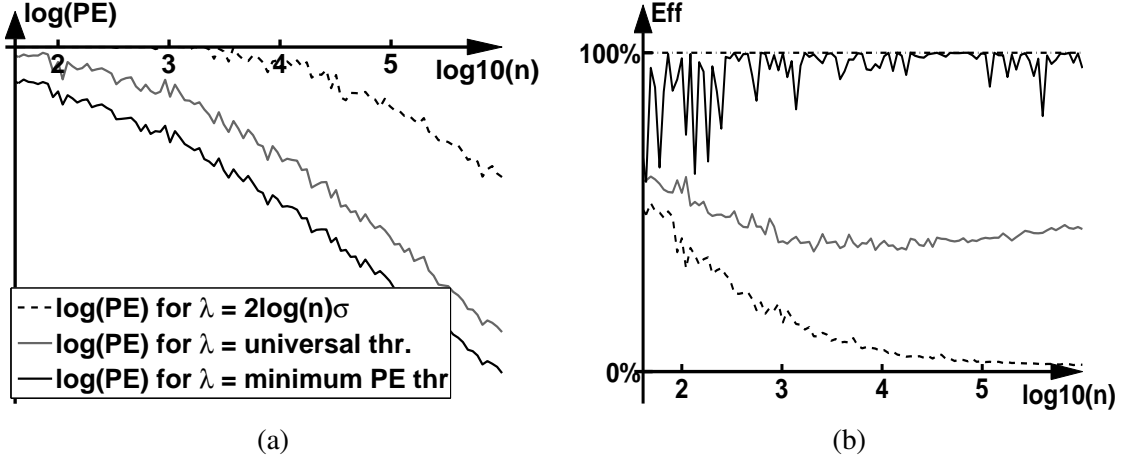 log(PE)
2
3
4
5
log10(n)
log(PE) for λ = 2log(n)σ
log(PE) for λ = universal thr.
log(PE) for λ = minimum PE thr
(a)
Eff
100%
0%
2
3
4
5
log10(n)
(b)